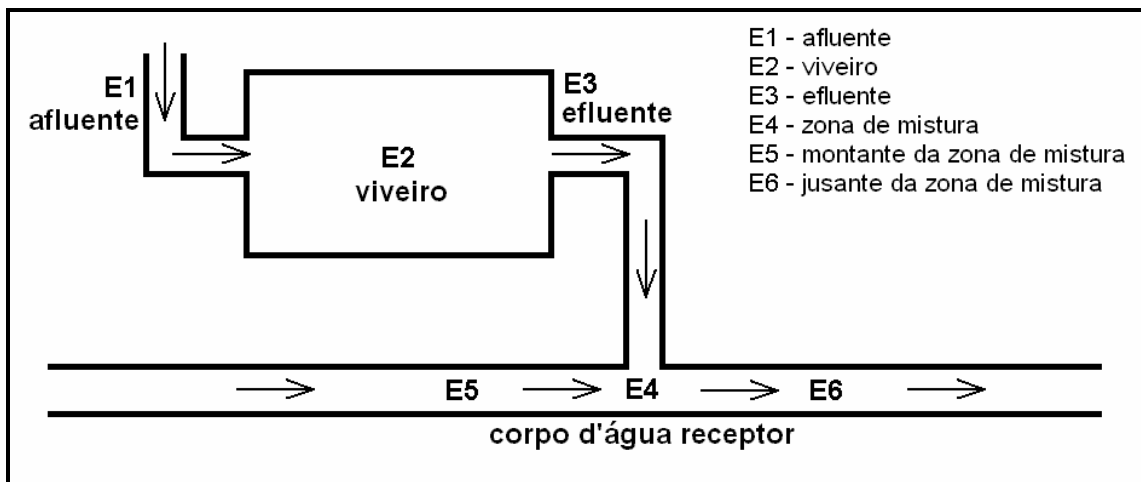 E1
afluente
E2
viveiro
E3
efluente
E1 - afluente
E2 - viveiro
E3 - efluente
E4 - zona de mistura
E5 - montante da zona de mistura
E6 - jusante da zona de mistura
E5 E4 E6
corpo d'água receptor